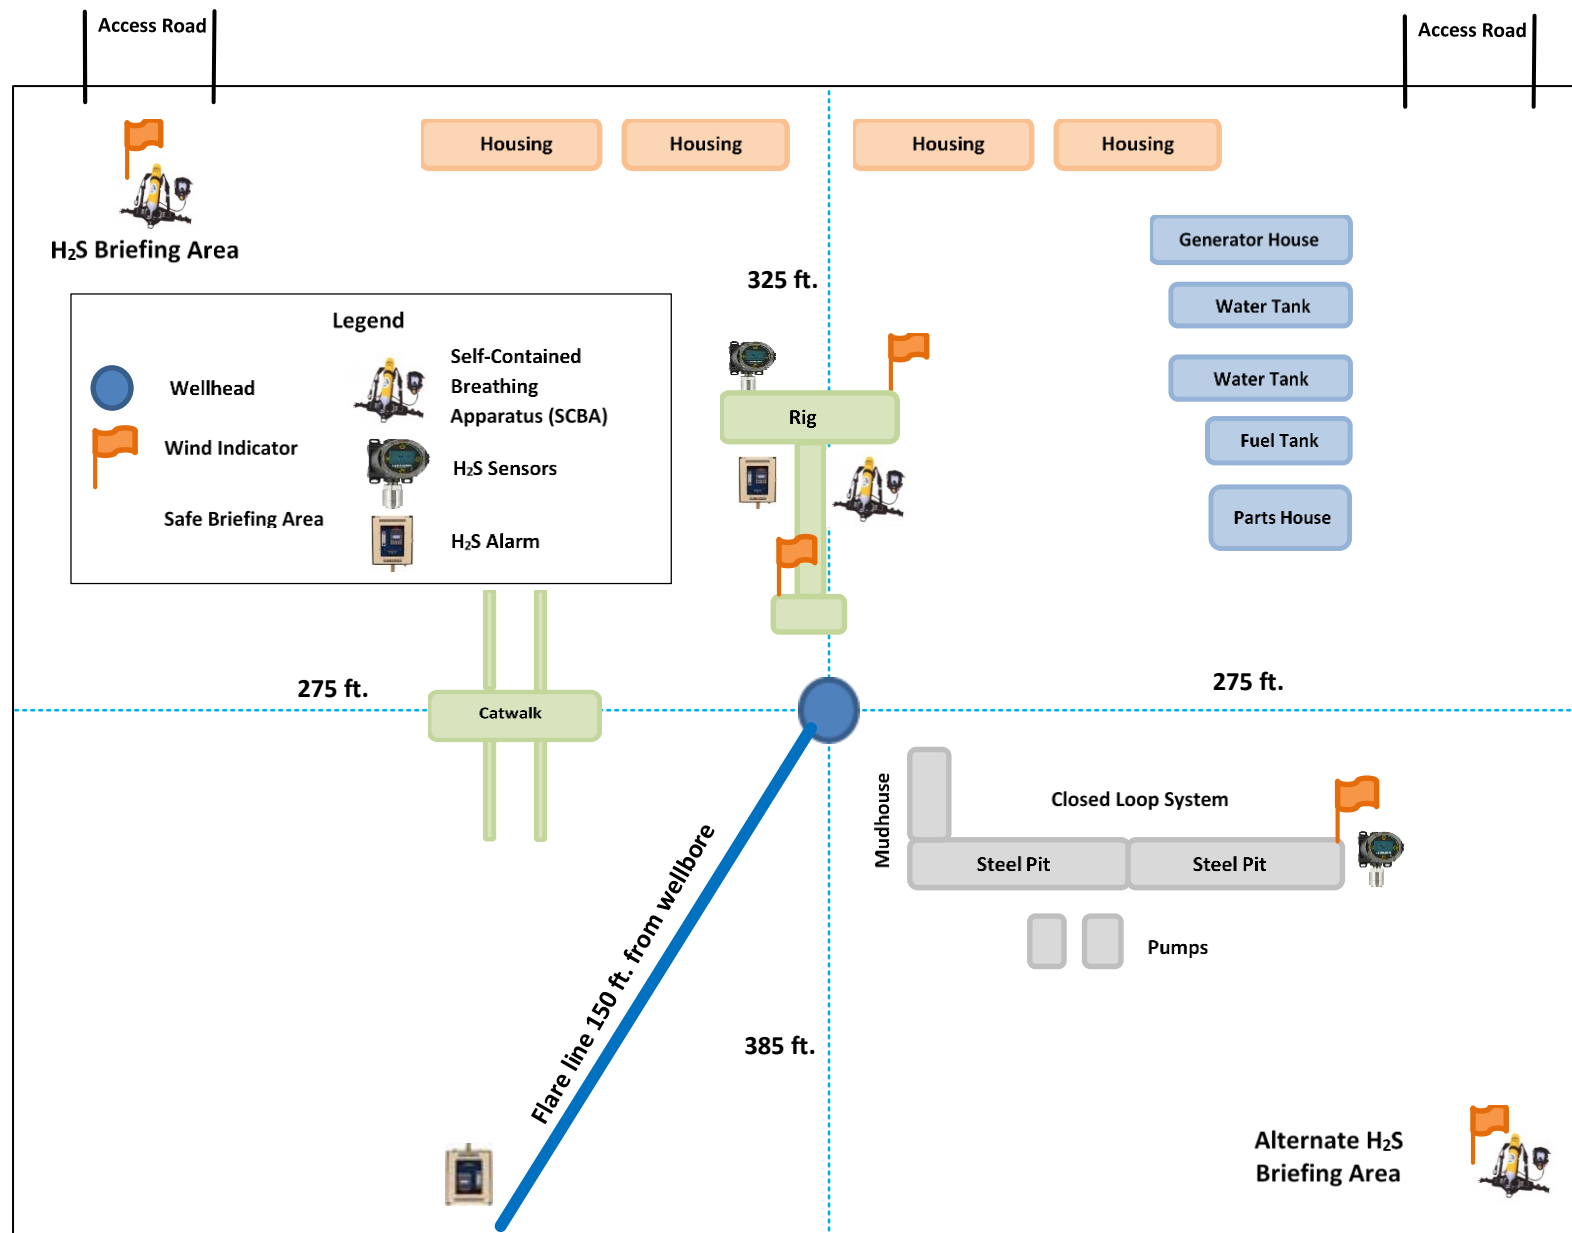 Access Road
Access Road
Housing
Housing
Housing
Housing
H₂S Briefing Area
Generator House
325 ft.
Water Tank
Legend
Self-Contained
Breathing
Apparatus (SCBA)
Wellhead
Wind Indicator
H₂S Sensors
Safe Briefing Area
H₂S Alarm
Rig
Water Tank
Fuel Tank
Parts House
275 ft.
275 ft.
Catwalk
Mudhouse
Closed Loop System
Steel Pit
Steel Pit
Pumps
Flare line 150 ft. from wellbore
385 ft.
Alternate H₂S
Briefing Area